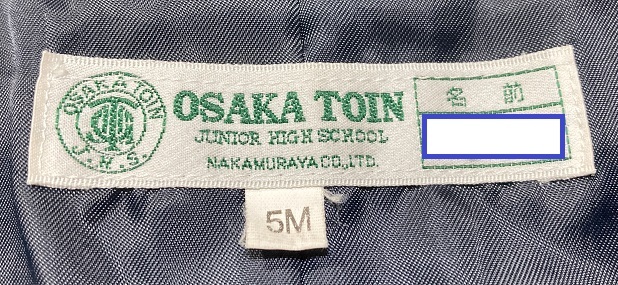 OSAKA TOIN
J.H.S.
OSAKA TOIN
JUNIOR HIGH SCHOOL
NAKAMURAYA CO.,LTD.
名前
5M